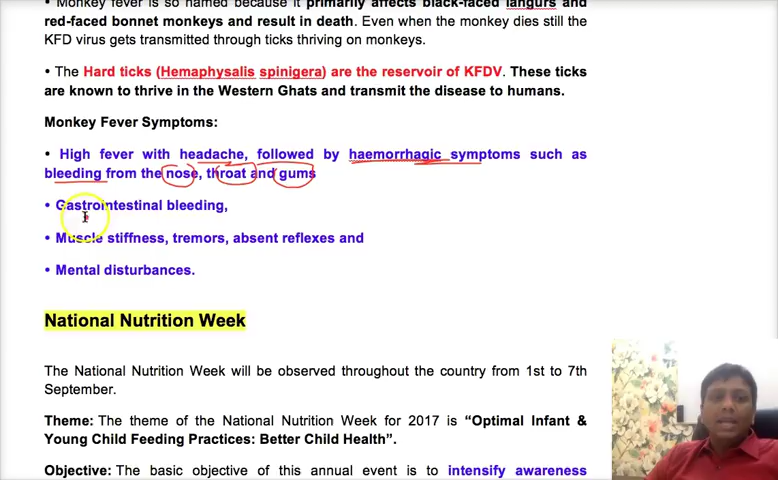 • Monkey fever is so named because it primarily affects black-faced langurs and
red-faced bonnet monkeys and result in death. Even when the monkey dies still the
KFD virus gets transmitted through ticks thriving on monkeys.
• The Hard ticks (Hemaphysalis spinigera) are the reservoir of KFDV. These ticks
are known to thrive in the Western Ghats and transmit the disease to humans.
Monkey Fever Symptoms:
• High fever with headache, followed by haemorrhagic symptoms such as
bleeding from the nose, throat and gums
• Gastrointestinal bleeding,
• Muscle stiffness, tremors, absent reflexes and
• Mental disturbances.
National Nutrition Week
The National Nutrition Week will be observed throughout the country from 1st to 7th
September.
Theme: The theme of the National Nutrition Week for 2017 is “Optimal Infant &
Young Child Feeding Practices: Better Child Health”.
Objective: The basic objective of this annual event is to intensify awareness